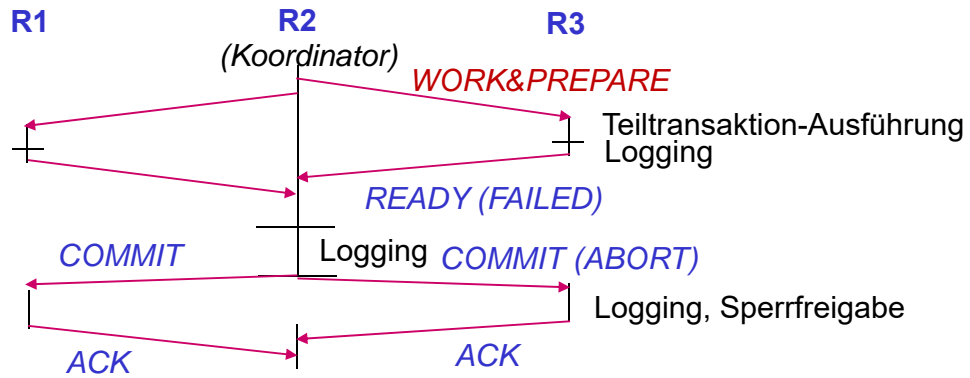 R1
R2
R3
(Koordinator)
WORK&PREPARE
Teiltransaktion-Ausführung
Logging
READY (FAILED)
COMMIT
Logging
COMMIT (ABORT)
Logging, Sperrfreigabe
ACK
ACK